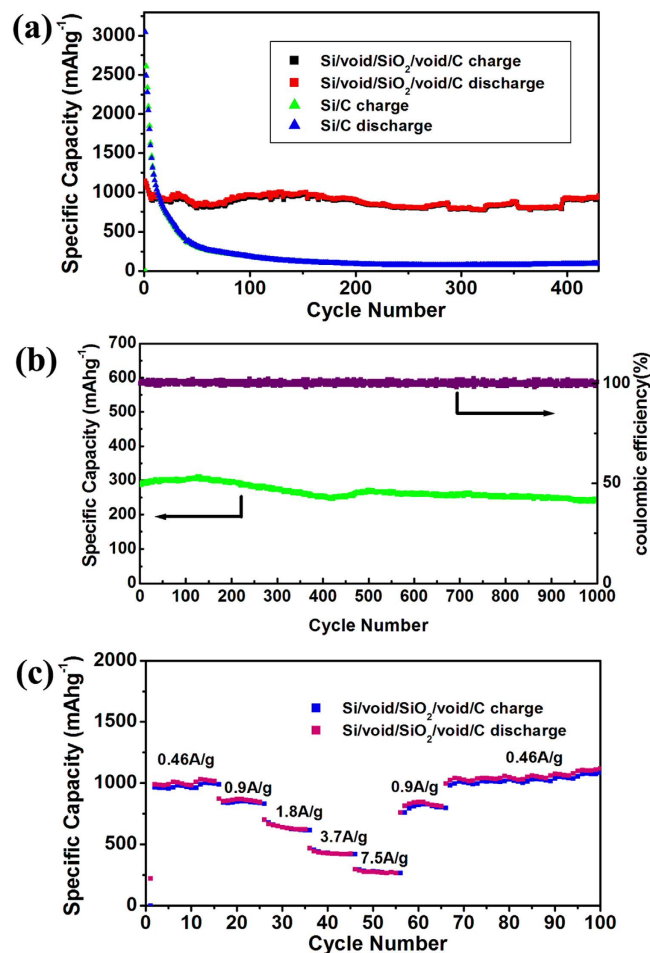 (a)
3000
2500
2000
1500
1000
500
0
Specific Capacity (mAhg⁻¹)
Si/void/SiO₂/void/C charge
Si/void/SiO₂/void/C discharge
Si/C charge
Si/C discharge
0 100 200 300 400
Cycle Number
(b)
700
600
500
400
300
200
100
0
Specific Capacity (mAhg⁻¹)
100
50
0
coulombic efficiency(%)
0 100 200 300 400 500 600 700 800 900 1000
Cycle Number
(c)
2000
1500
1000
500
0
Specific Capacity (mAhg⁻¹)
Si/void/SiO₂/void/C charge
Si/void/SiO₂/void/C discharge
0.46A/g
0.9A/g
1.8A/g
3.7A/g
7.5A/g
0.9A/g
0.46A/g
0 10 20 30 40 50 60 70 80 90 100
Cycle Number